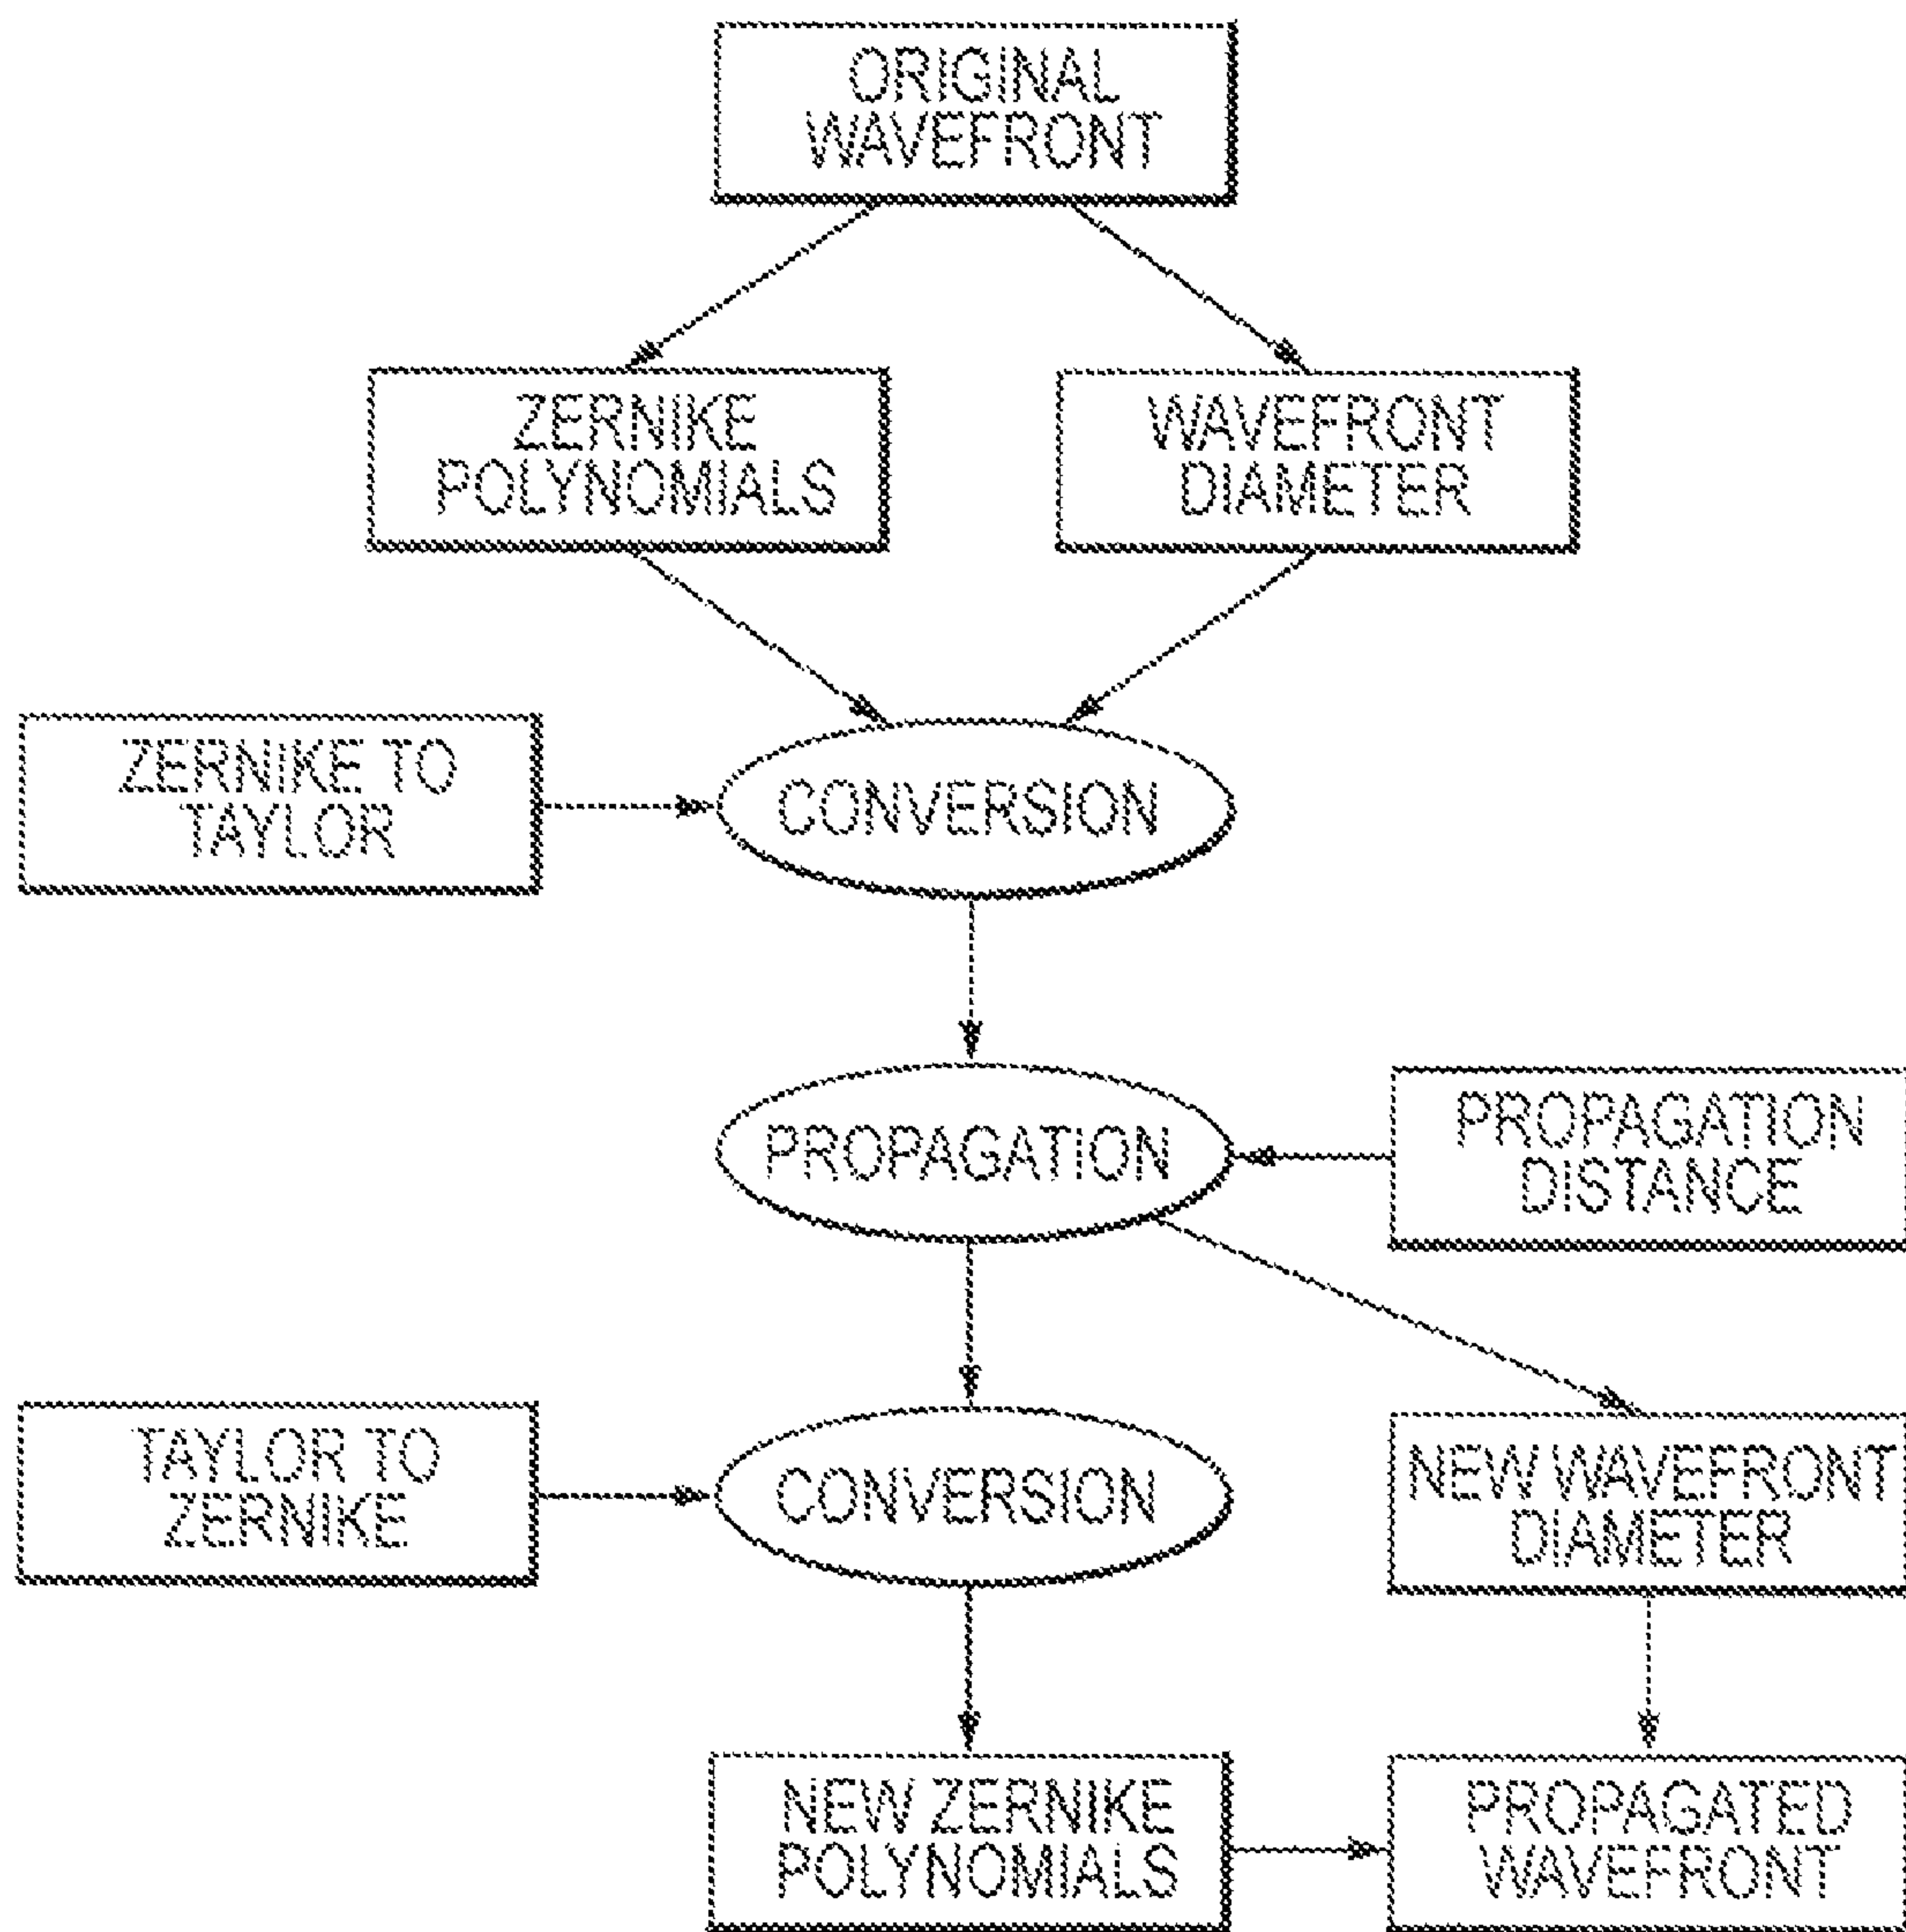 ORIGINAL
WAVEFRONT
ZERNIKE
POLYNOMIALS
WAVEFRONT
DIAMETER
ZERNIKE TO
TAYLOR
CONVERSION
PROPAGATION
PROPAGATION
DISTANCE
TAYLOR TO
ZERNIKE
CONVERSION
NEW WAVEFRONT
DIAMETER
NEW ZERNIKE
POLYNOMIALS
PROPAGATED
WAVEFRONT